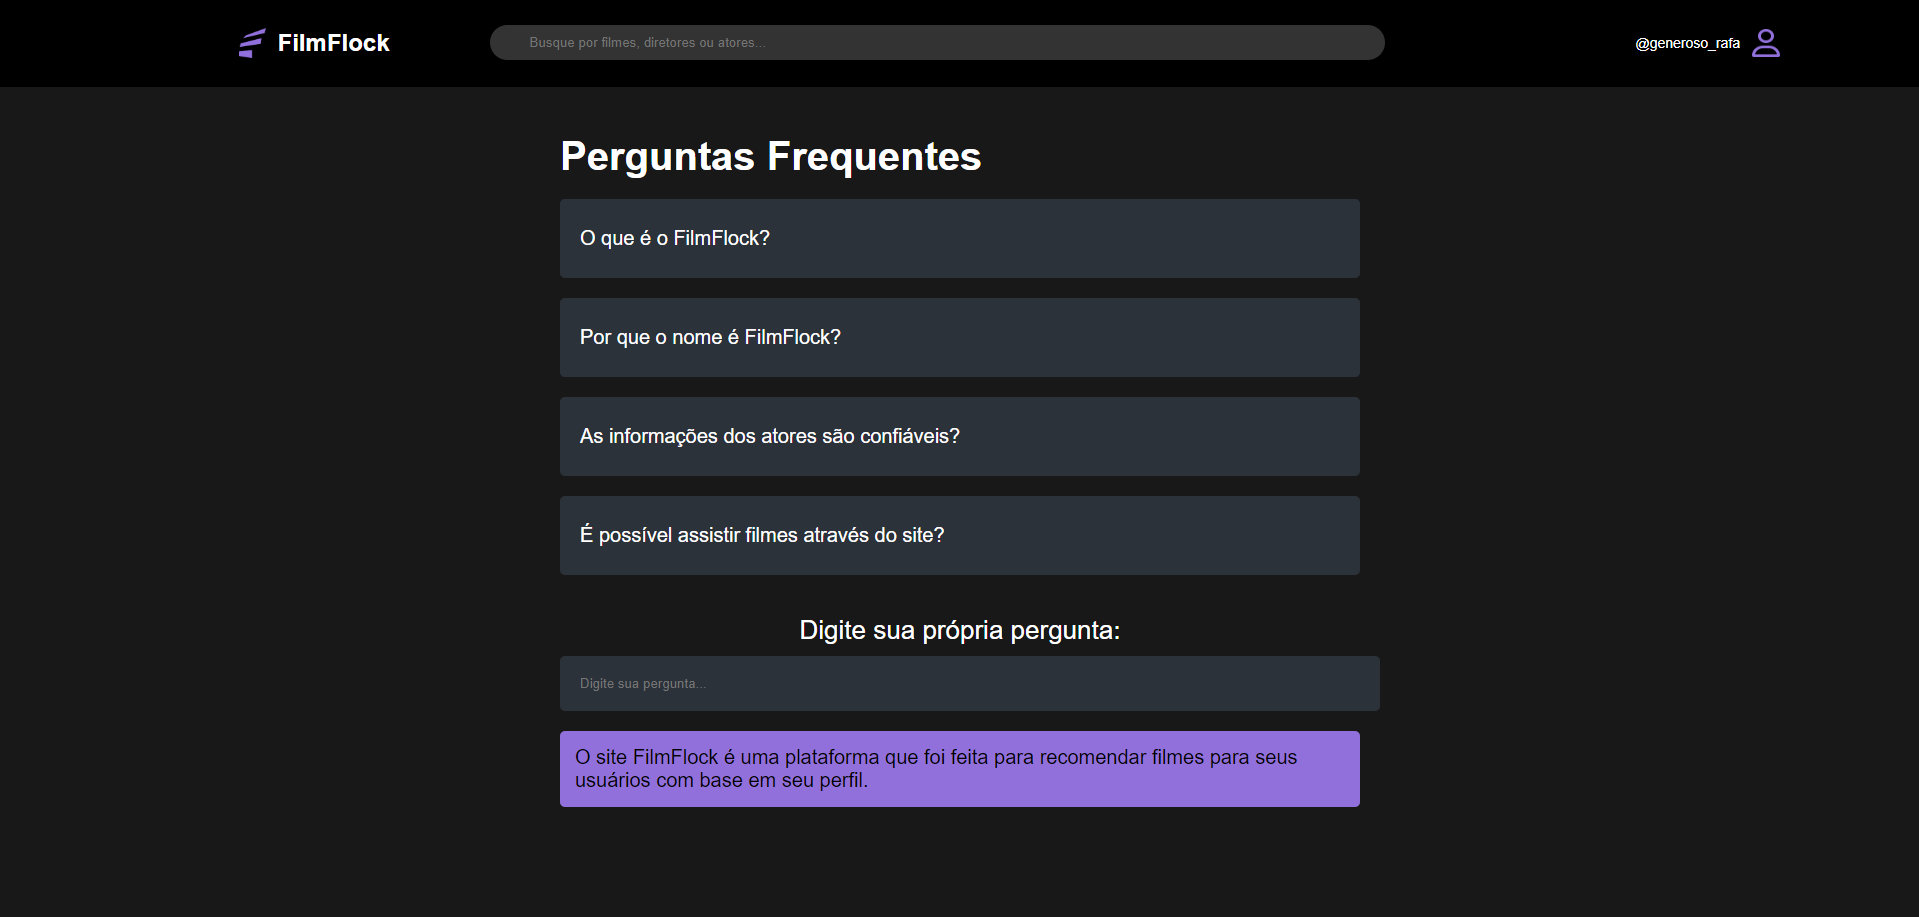 FilmFlock
Busque por filmes, diretores ou atores...
@generoso_rafa
Perguntas Frequentes
O que é o FilmFlock?
Por que o nome é FilmFlock?
As informações dos atores são confiáveis?
É possível assistir filmes através do site?
Digite sua própria pergunta:
Digite sua pergunta...
O site FilmFlock é uma plataforma que foi feita para recomendar filmes para seus
usuários com base em seu perfil.